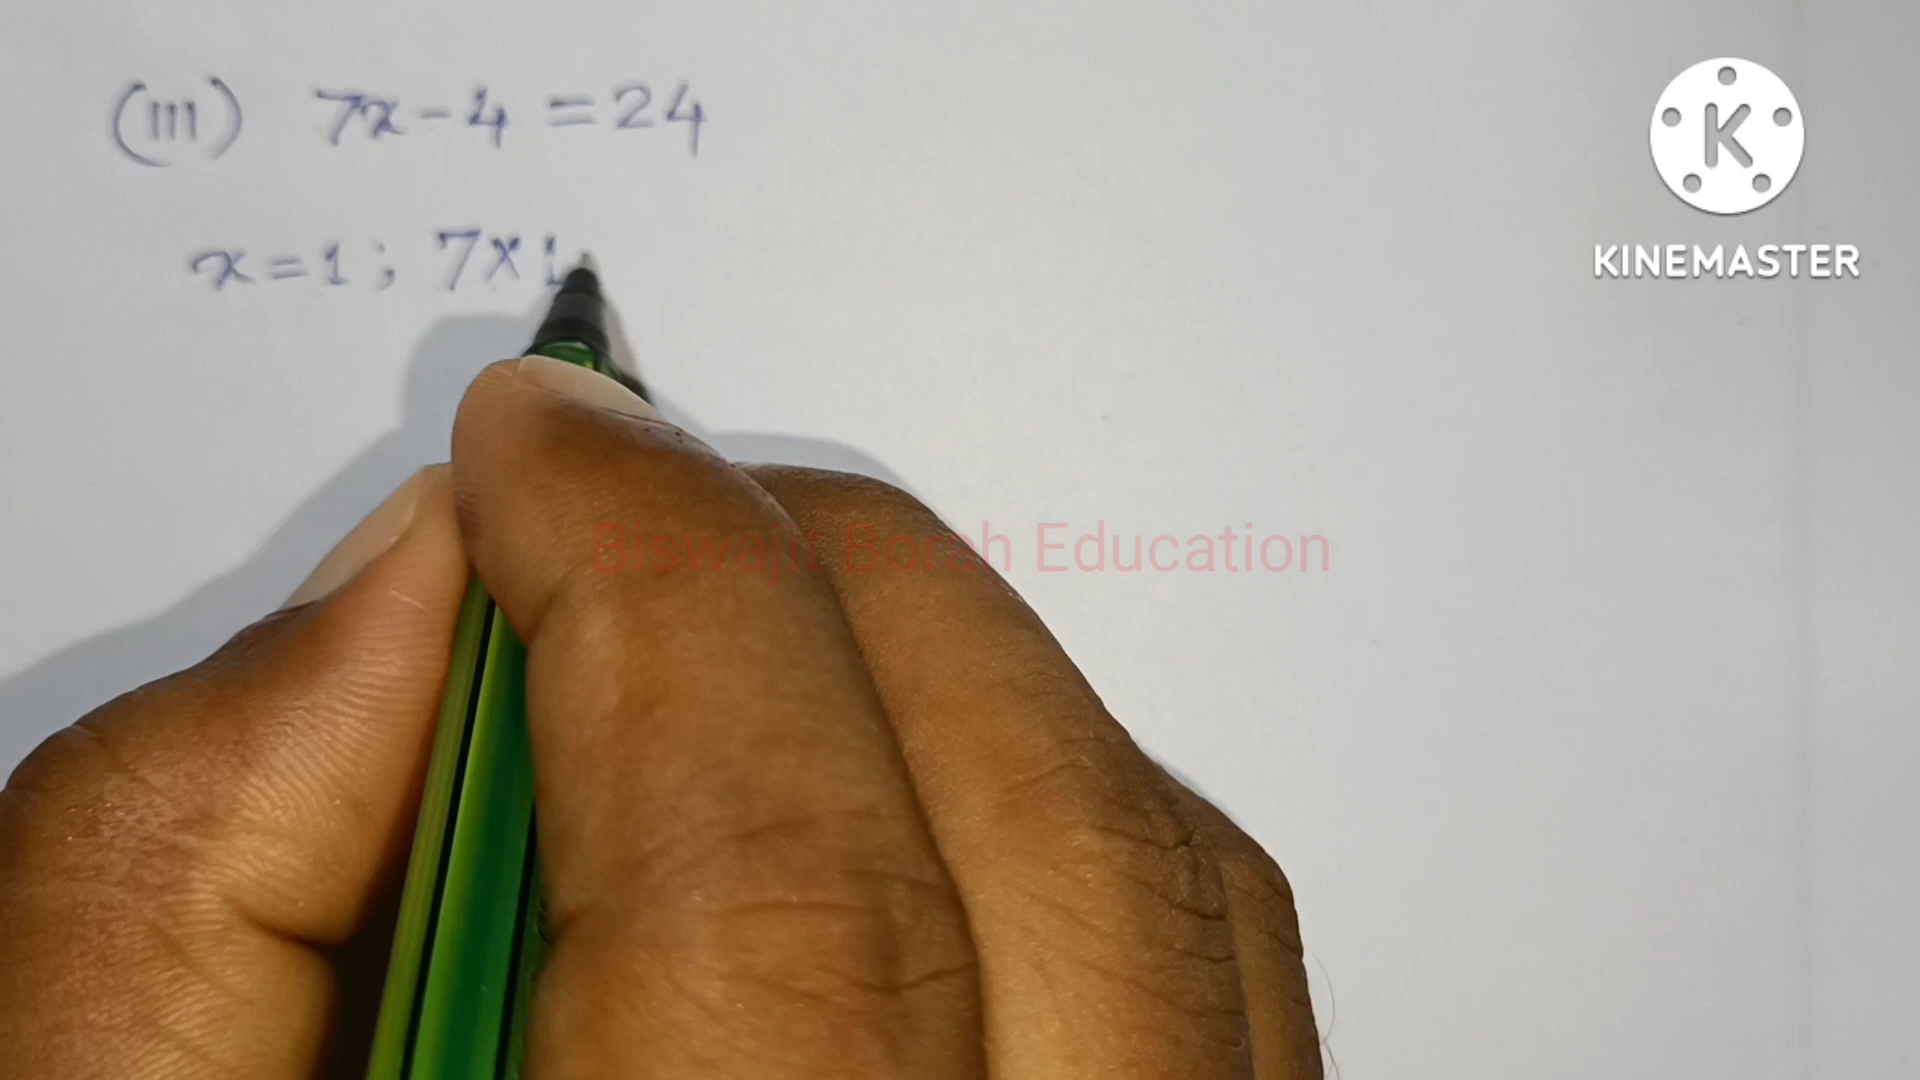 (III) 7x - 4 = 24
x = 1 ; 7 × 1
K
KINEMASTER
Biswajit Borah Education